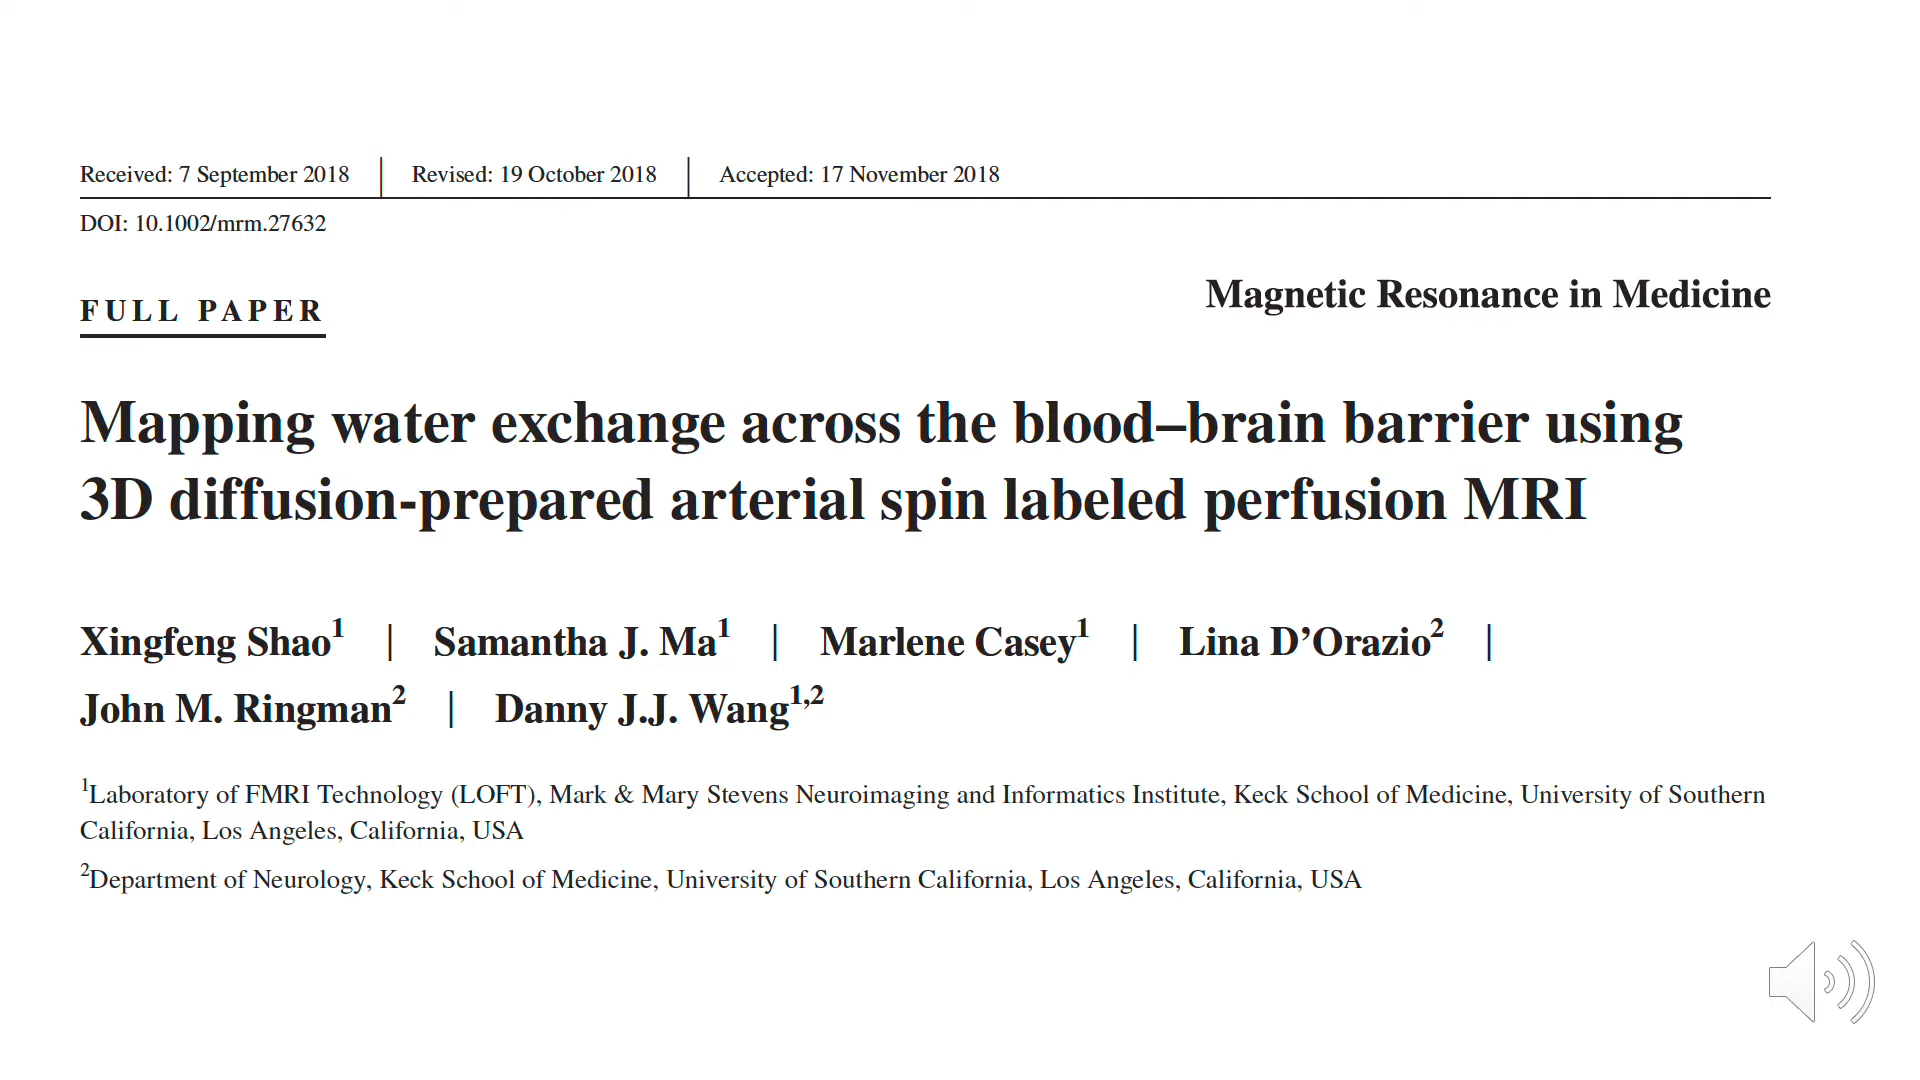 Received: 7 September 2018 | Revised: 19 October 2018 | Accepted: 17 November 2018
DOI: 10.1002/mrm.27632
FULL PAPER
Magnetic Resonance in Medicine
Mapping water exchange across the blood–brain barrier using
3D diffusion-prepared arterial spin labeled perfusion MRI
Xingfeng Shao1 | Samantha J. Ma1 | Marlene Casey1 | Lina D’Orazio2 |
John M. Ringman2 | Danny J.J. Wang1,2
1Laboratory of FMRI Technology (LOFT), Mark & Mary Stevens Neuroimaging and Informatics Institute, Keck School of Medicine, University of Southern
California, Los Angeles, California, USA
2Department of Neurology, Keck School of Medicine, University of Southern California, Los Angeles, California, USA